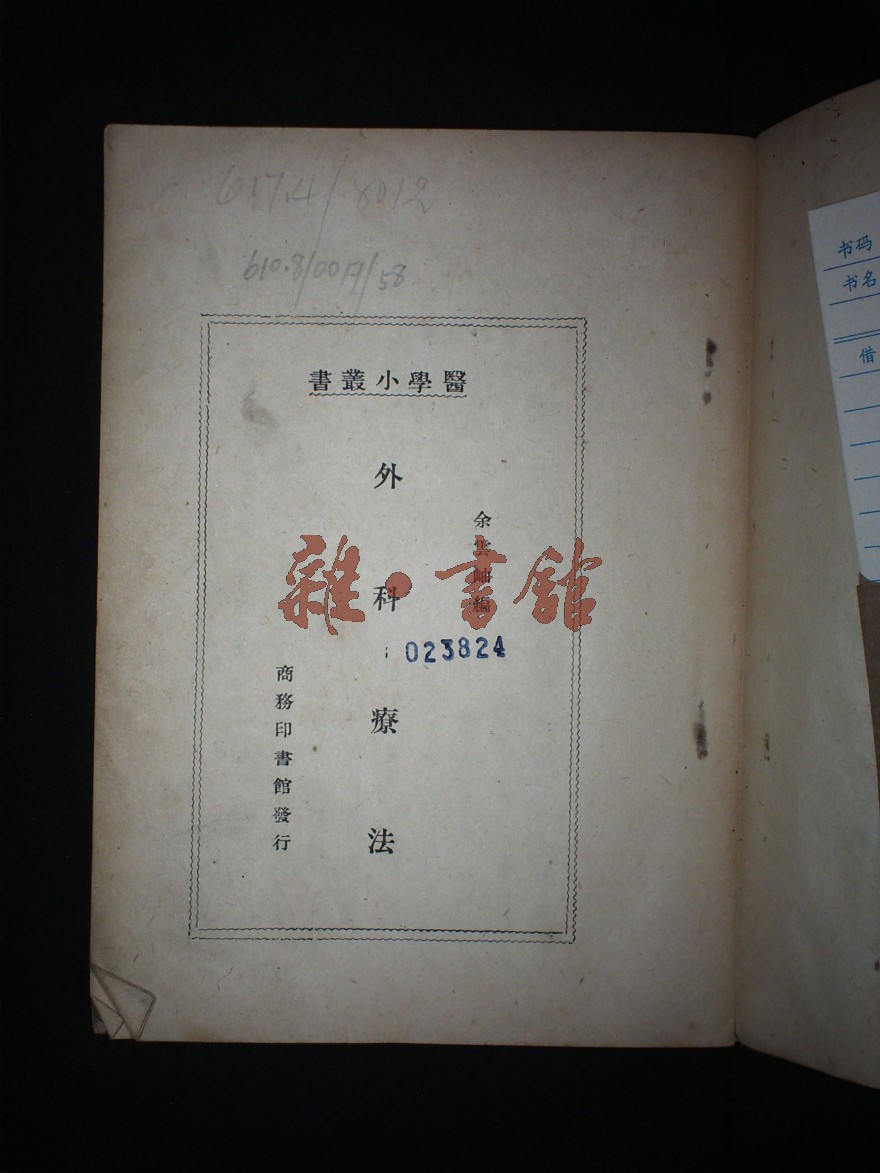 617.4/8012
610.8/001/58
醫學小叢書
余雲岫編
外科療法
商務印書館發行
023824
雜·書館
书码
书名
借